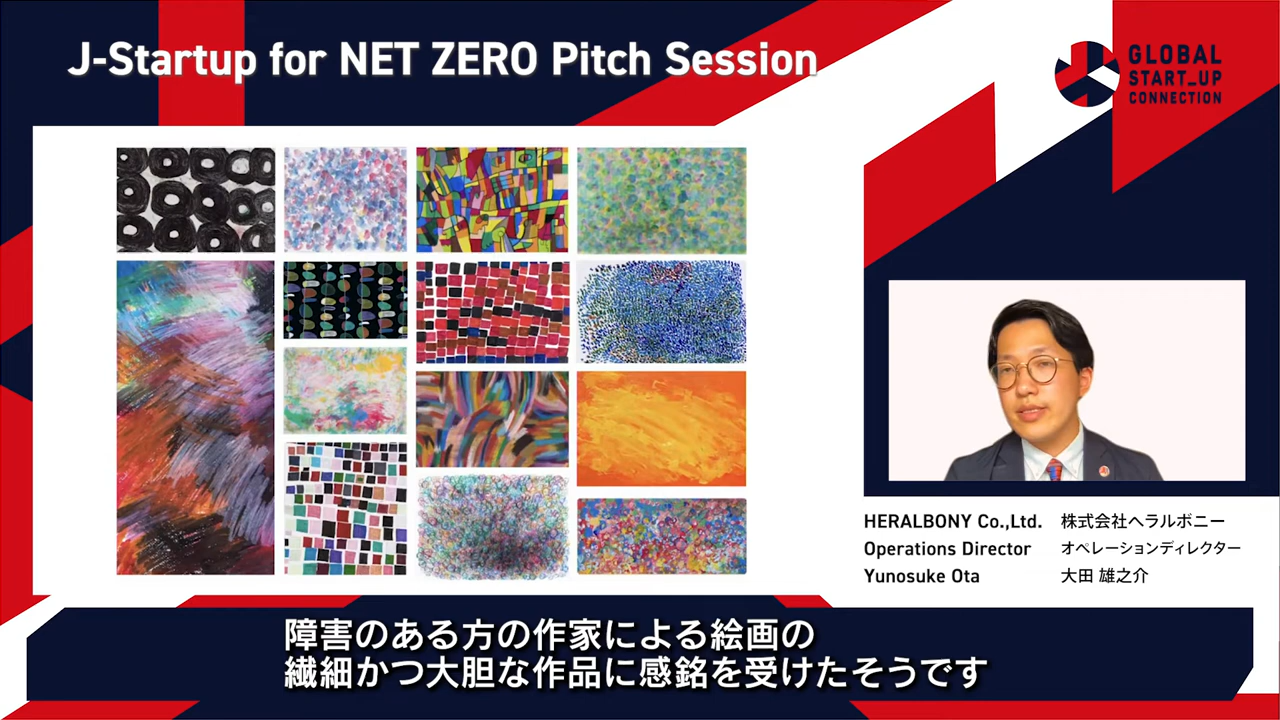 J-Startup for NET ZERO Pitch Session
GLOBAL
START_UP
CONNECTION
HERALBONY Co.,Ltd. 株式会社ヘラルボニー
Operations Director オペレーションディレクター
Yunosuke Ota 大田 雄之介
障害のある方の作家による絵画の
繊細かつ大胆な作品に感銘を受けたそうです